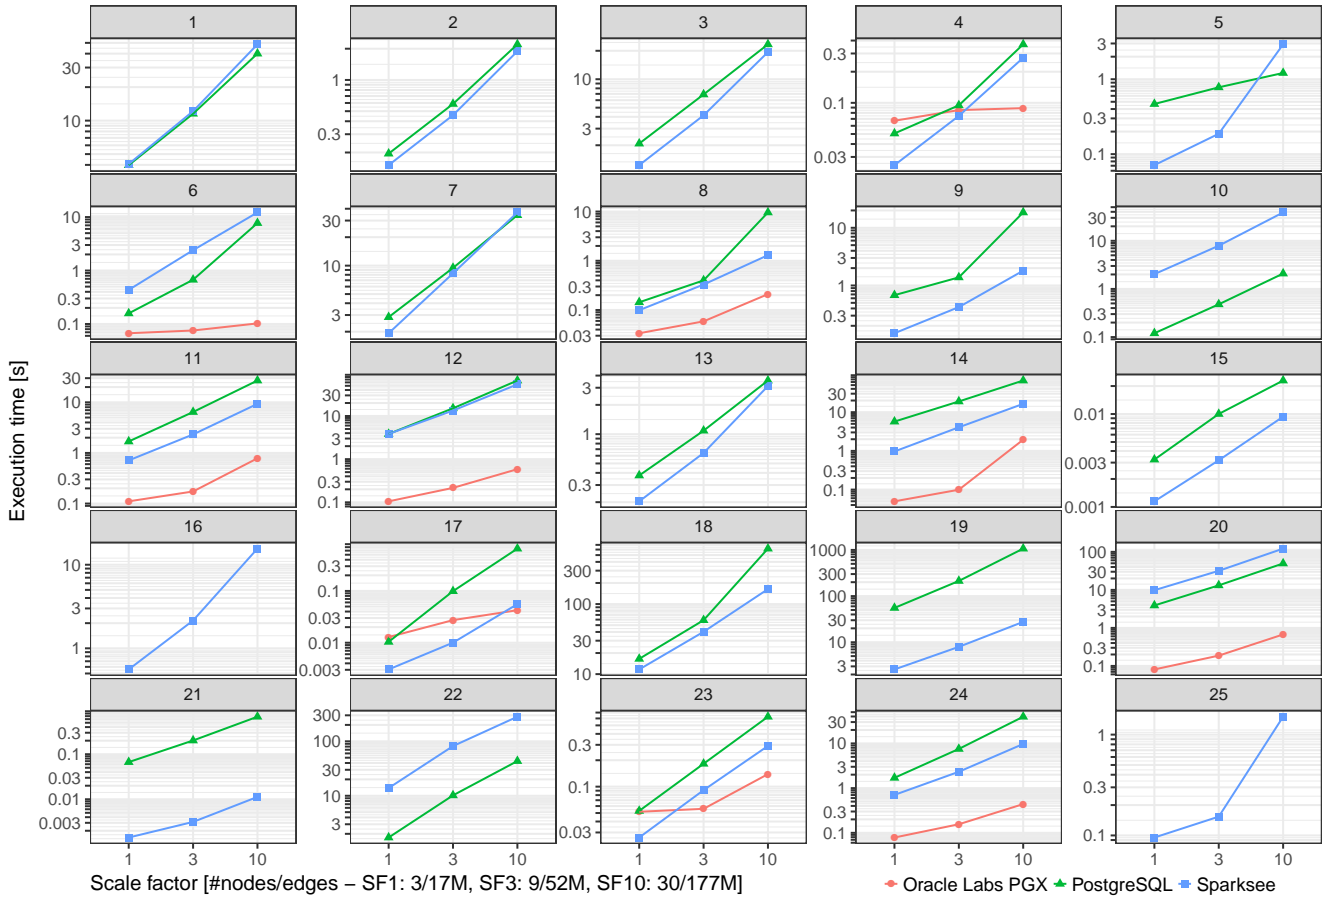 1 2 3 4 5
30 10
1 0.3
10 3
0.3 0.1 0.03
3 1 0.3 0.1
6 7 8 9 10
10 3 1 0.3 0.1
10 3
10 3 1 0.3 0.1 0.03
10 3 1 0.3
30 10 3 1 0.3 0.1
11 12 13 14 15
30 10 3 1 0.3 0.1
30 10 3 1 0.3 0.1
3 1 0.3
30 10 3 1 0.3 0.1
0.01 0.003 0.001
16 17 18 19 20
10 3 1
0.3 0.1 0.03 0.01 0.003
300 100 30 10
1000 300 100 30 10 3
100 30 10 3 1 0.3 0.1
21 22 23 24 25
0.3 0.1 0.03 0.01 0.003
300 100 30 10 3
0.3 0.1 0.03
30 10 3 1 0.3 0.1
1 0.3 0.1
1 3 10 1 3 10 1 3 10 1 3 10 1 3 10
Execution time [s]
Scale factor [#nodes/edges – SF1: 3/17M, SF3: 9/52M, SF10: 30/177M]
Oracle Labs PGX PostgreSQL Sparksee